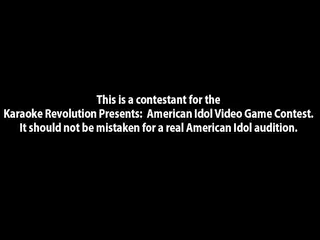 This is a contestant for the
Karaoke Revolution Presents: American Idol Video Game Contest.
It should not be mistaken for a real American Idol audition.